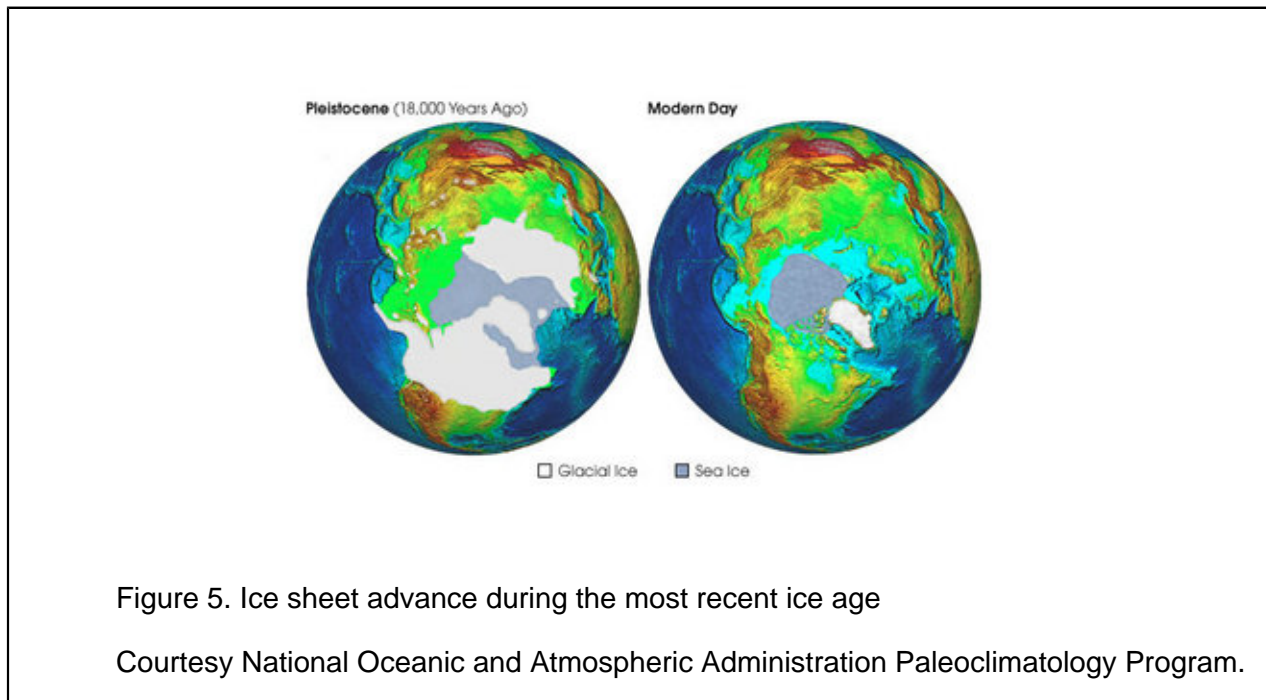 Pleistocene (18,000 Years Ago)
Modern Day
Glacial Ice
Sea Ice
Figure 5. Ice sheet advance during the most recent ice age
Courtesy National Oceanic and Atmospheric Administration Paleoclimatology Program.